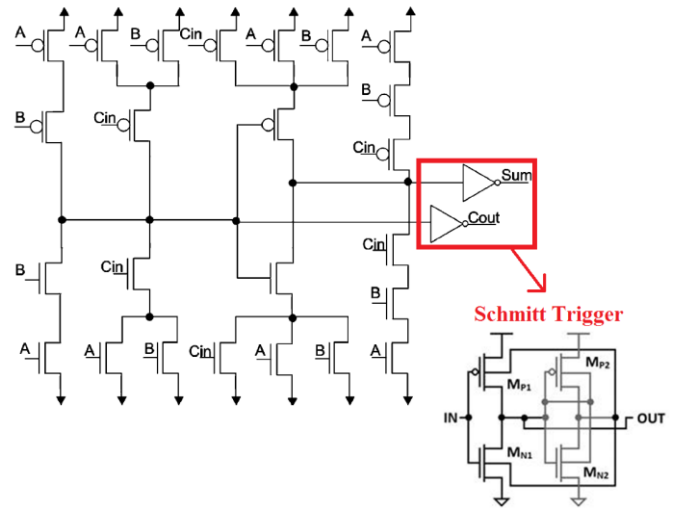 A A B Cin A B A
B Cin B
Cin
Sum
Cout
B Cin Cin
B
A A B Cin A B A
Schmitt Trigger
MP1 MP2
IN OUT
MN1 MN2